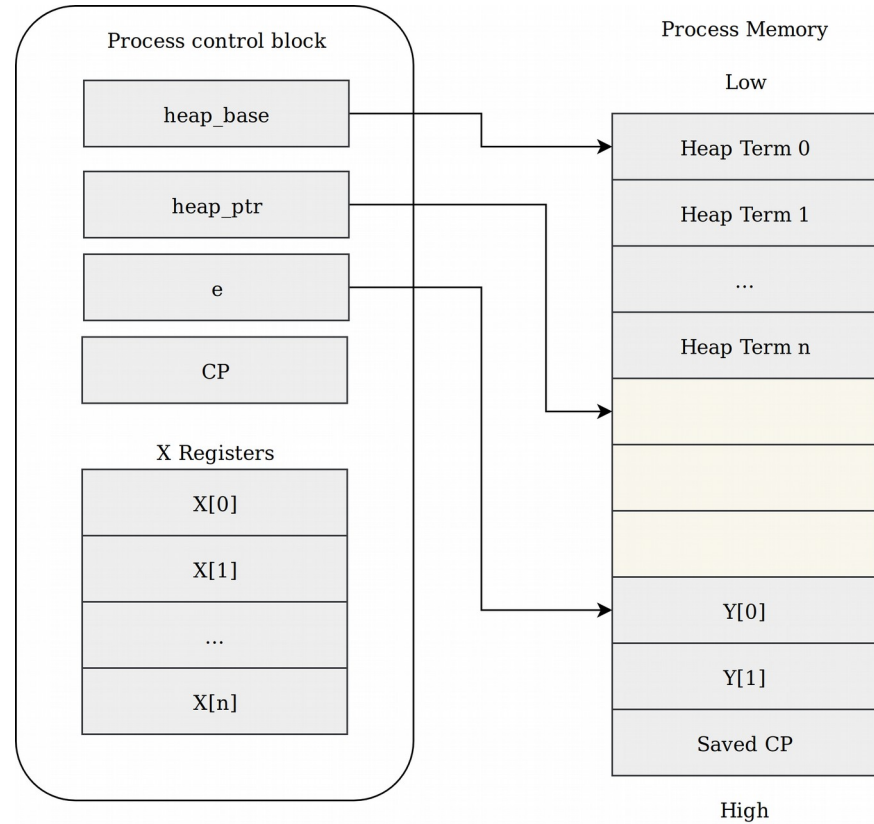 Process control block
heap_base
heap_ptr
e
CP
X Registers
X[0]
X[1]
...
X[n]
Process Memory
Low
Heap Term 0
Heap Term 1
...
Heap Term n
Y[0]
Y[1]
Saved CP
High